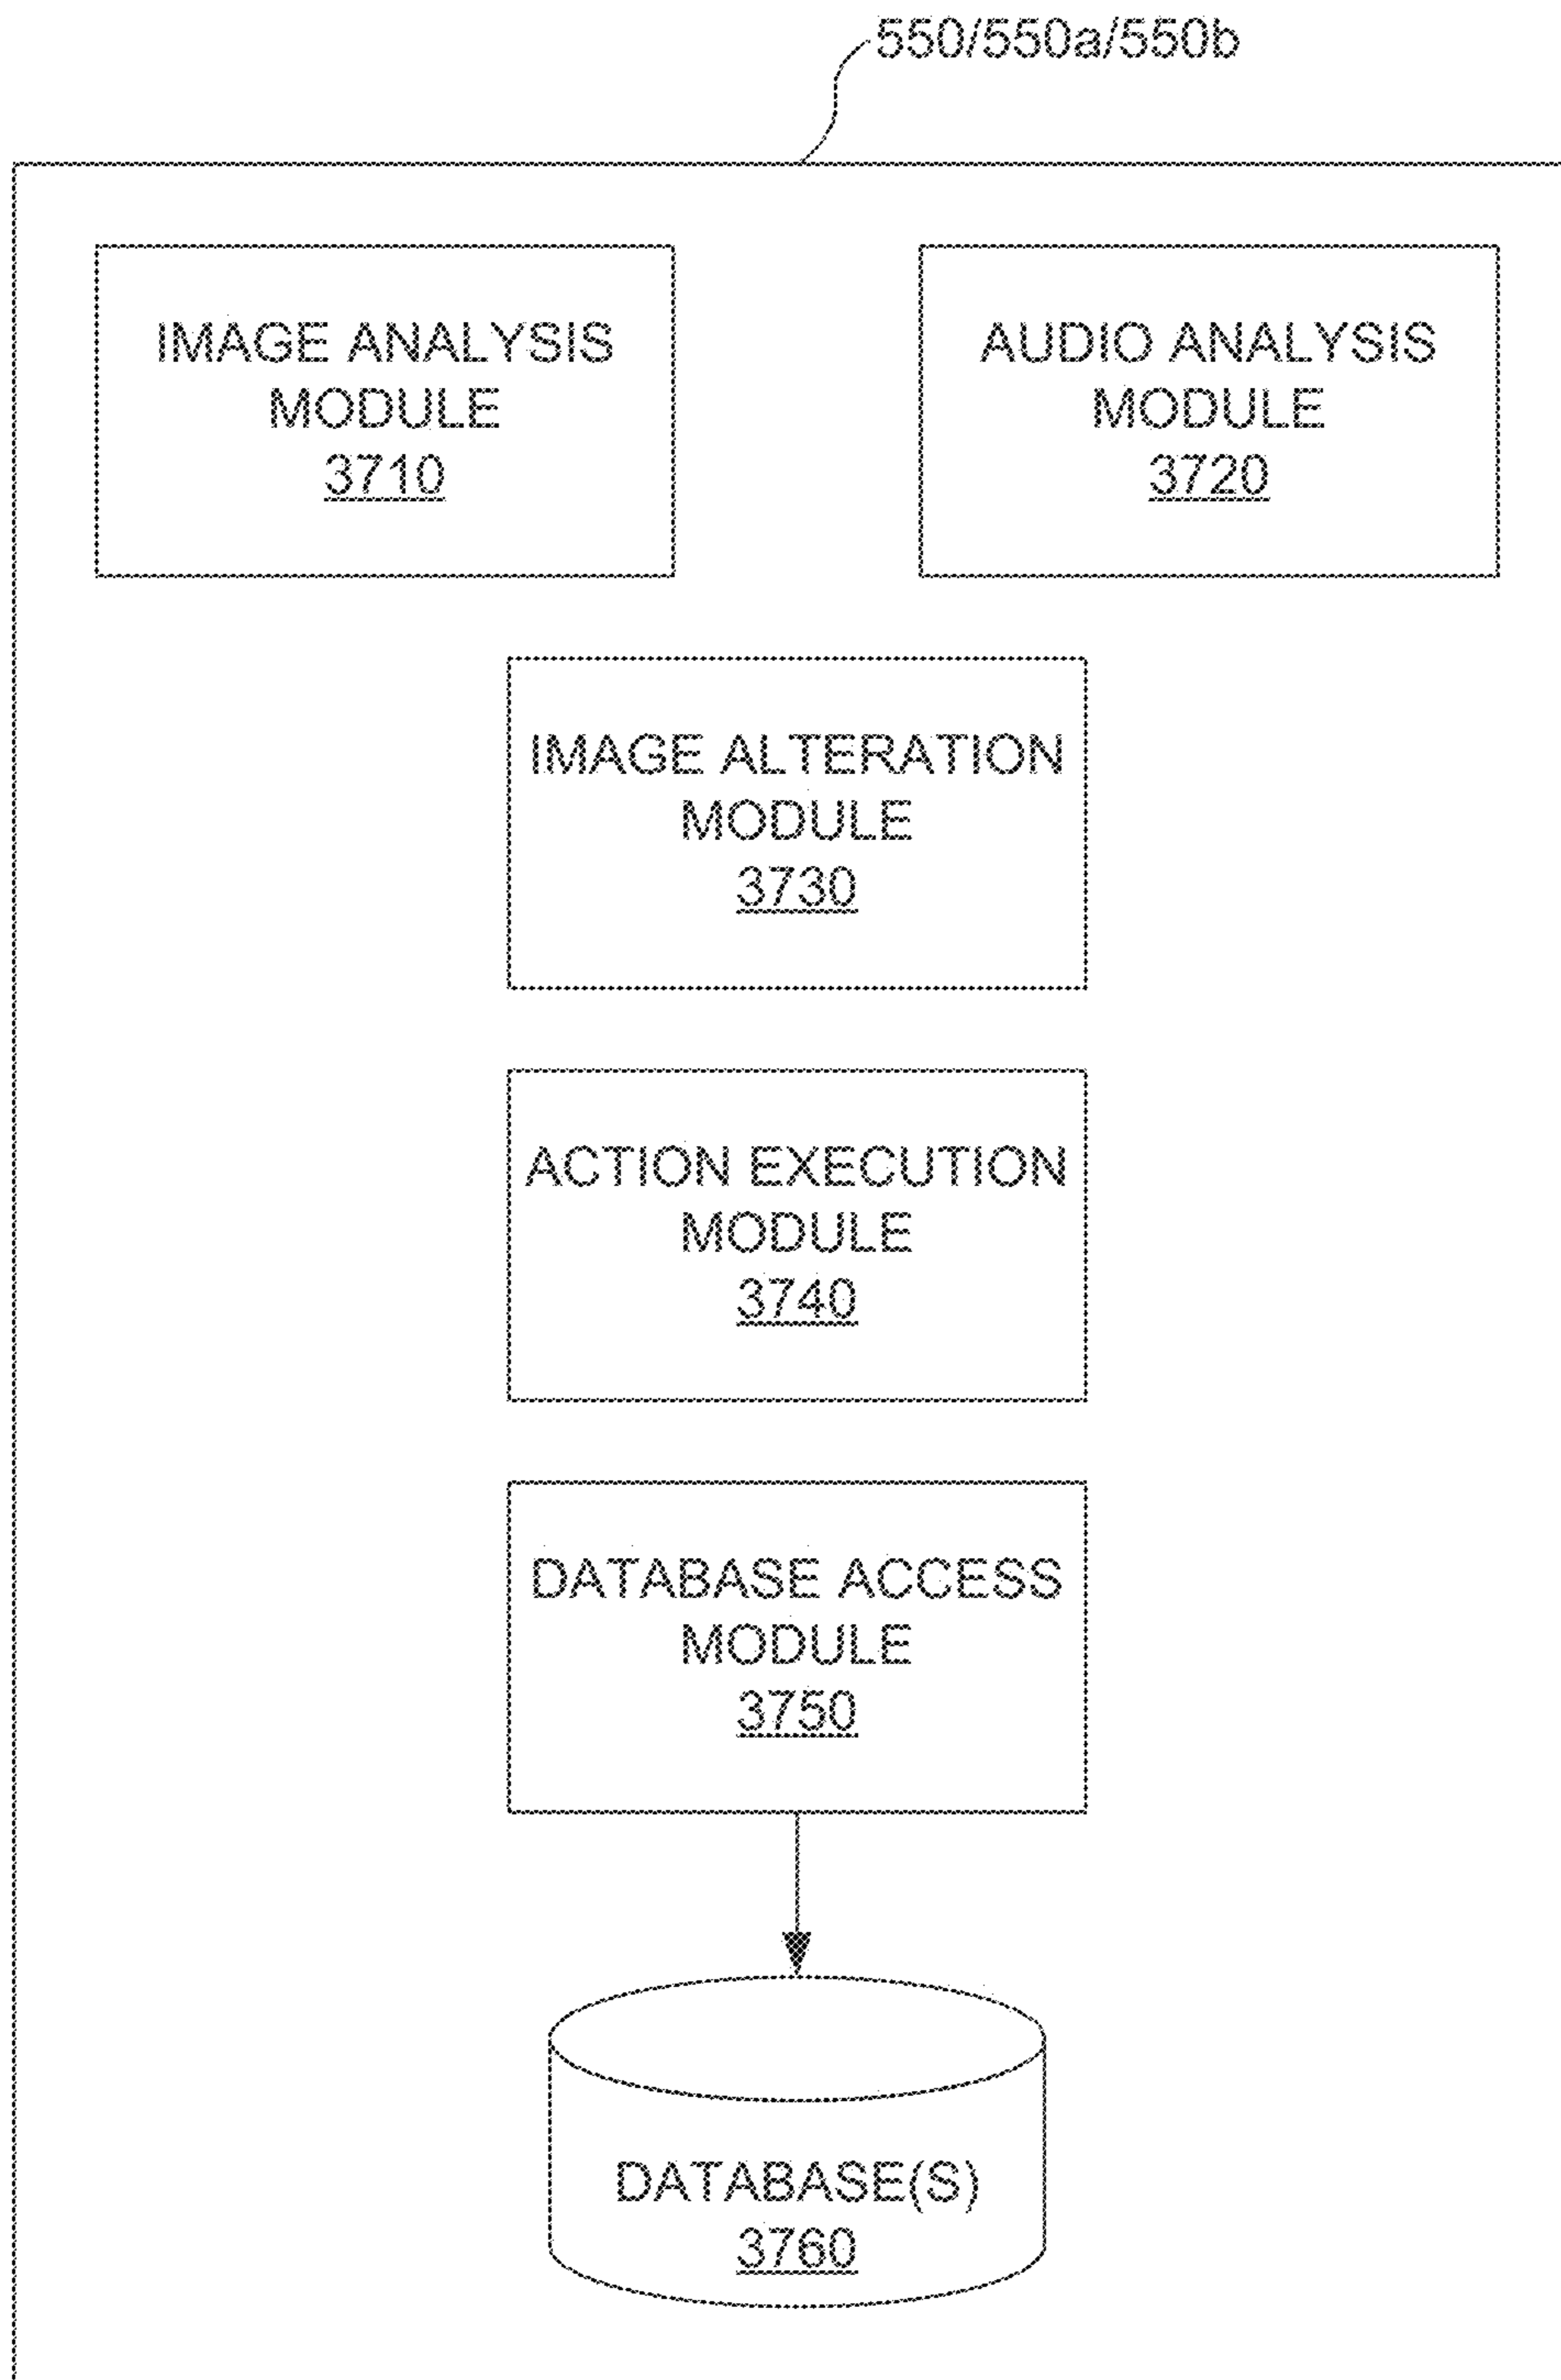 550/550a/550b
IMAGE ANALYSIS
MODULE
3710
AUDIO ANALYSIS
MODULE
3720
IMAGE ALTERATION
MODULE
3730
ACTION EXECUTION
MODULE
3740
DATABASE ACCESS
MODULE
3750
DATABASE(S)
3760